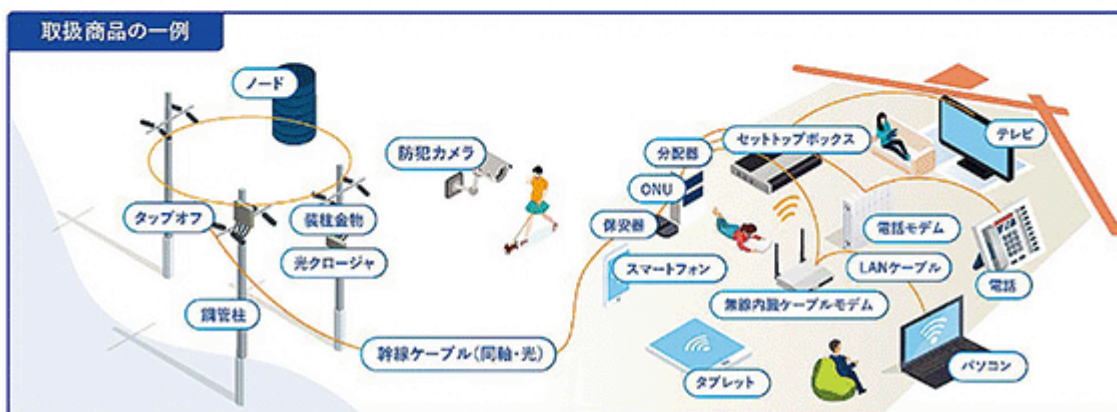 取扱商品の一例
ノード
防犯カメラ
タップオフ
装柱金物
光クロージャ
鋼管柱
幹線ケーブル(同軸・光)
分配器
セットトップボックス
テレビ
ONU
保安器
スマートフォン
電話モデム
LANケーブル
無線内蔵ケーブルモデム
電話
タブレット
パソコン